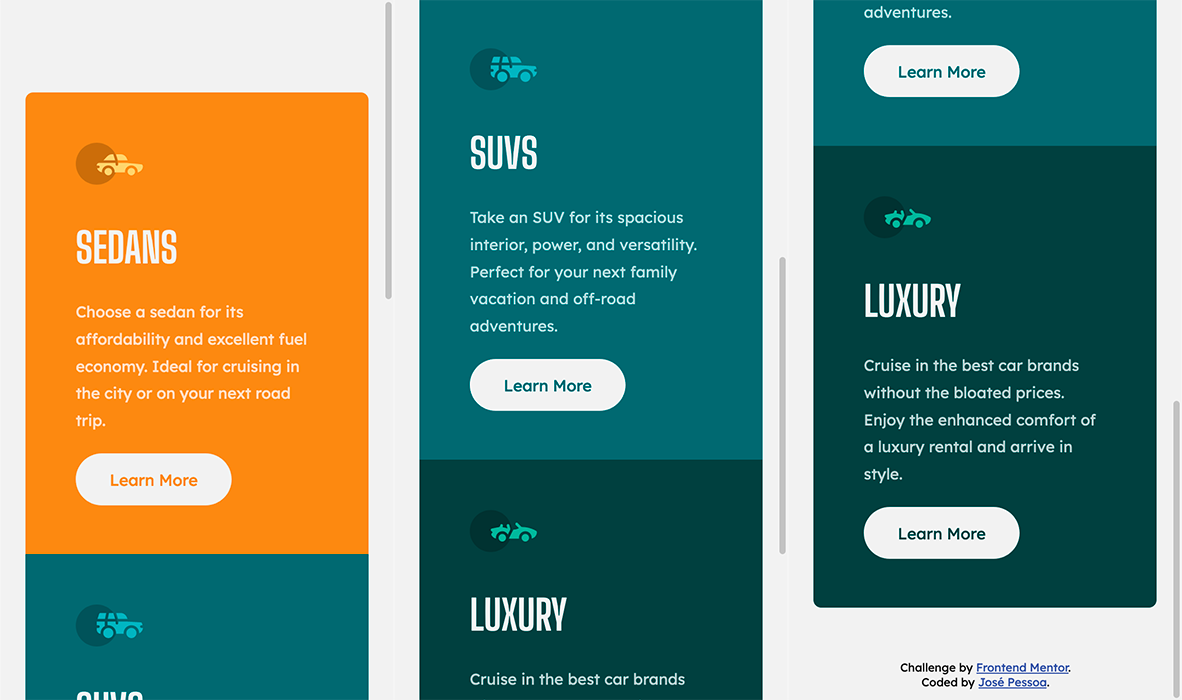 SEDANS
Choose a sedan for its
affordability and excellent fuel
economy. Ideal for cruising in
the city or on your next road
trip.
Learn More
SUVS
SUVS
Take an SUV for its spacious
interior, power, and versatility.
Perfect for your next family
vacation and off-road
adventures.
Learn More
LUXURY
Cruise in the best car brands
adventures.
Learn More
LUXURY
Cruise in the best car brands
without the bloated prices.
Enjoy the enhanced comfort of
a luxury rental and arrive in
style.
Learn More
Challenge by Frontend Mentor.
Coded by José Pessoa.